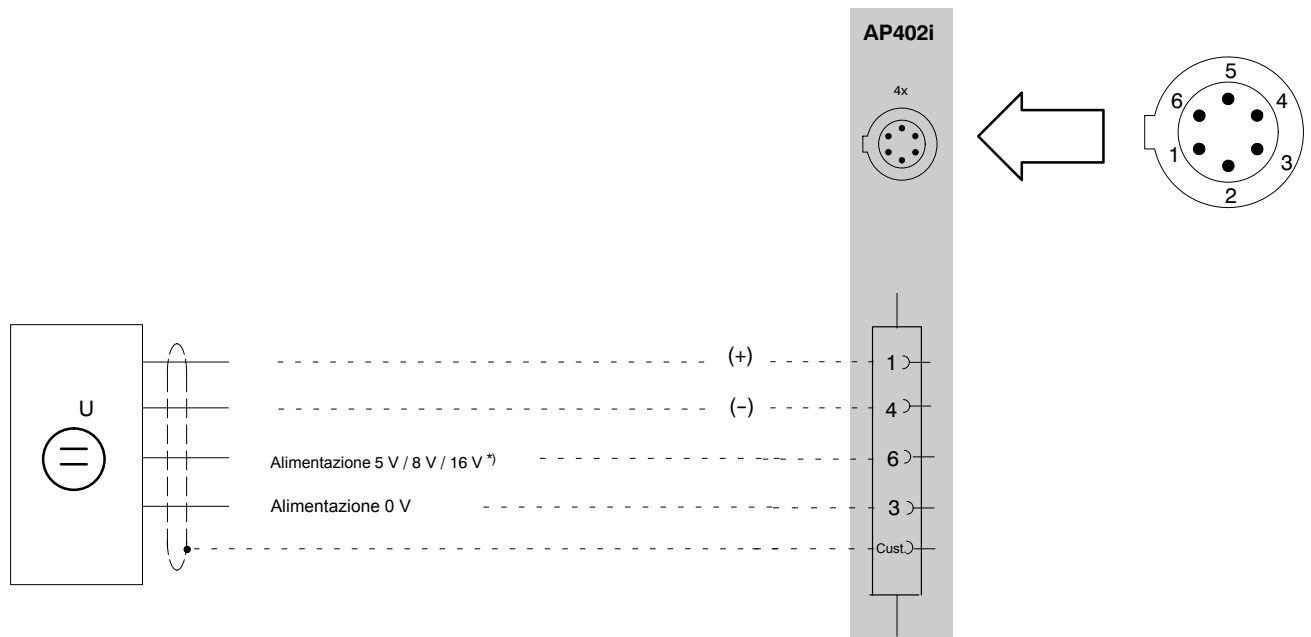 AP402i
4x
5
6 4
1 3
2
U
(+) 1
(−) 4
Alimentazione 5 V / 8 V / 16 V *) 6
Alimentazione 0 V 3
Cust.